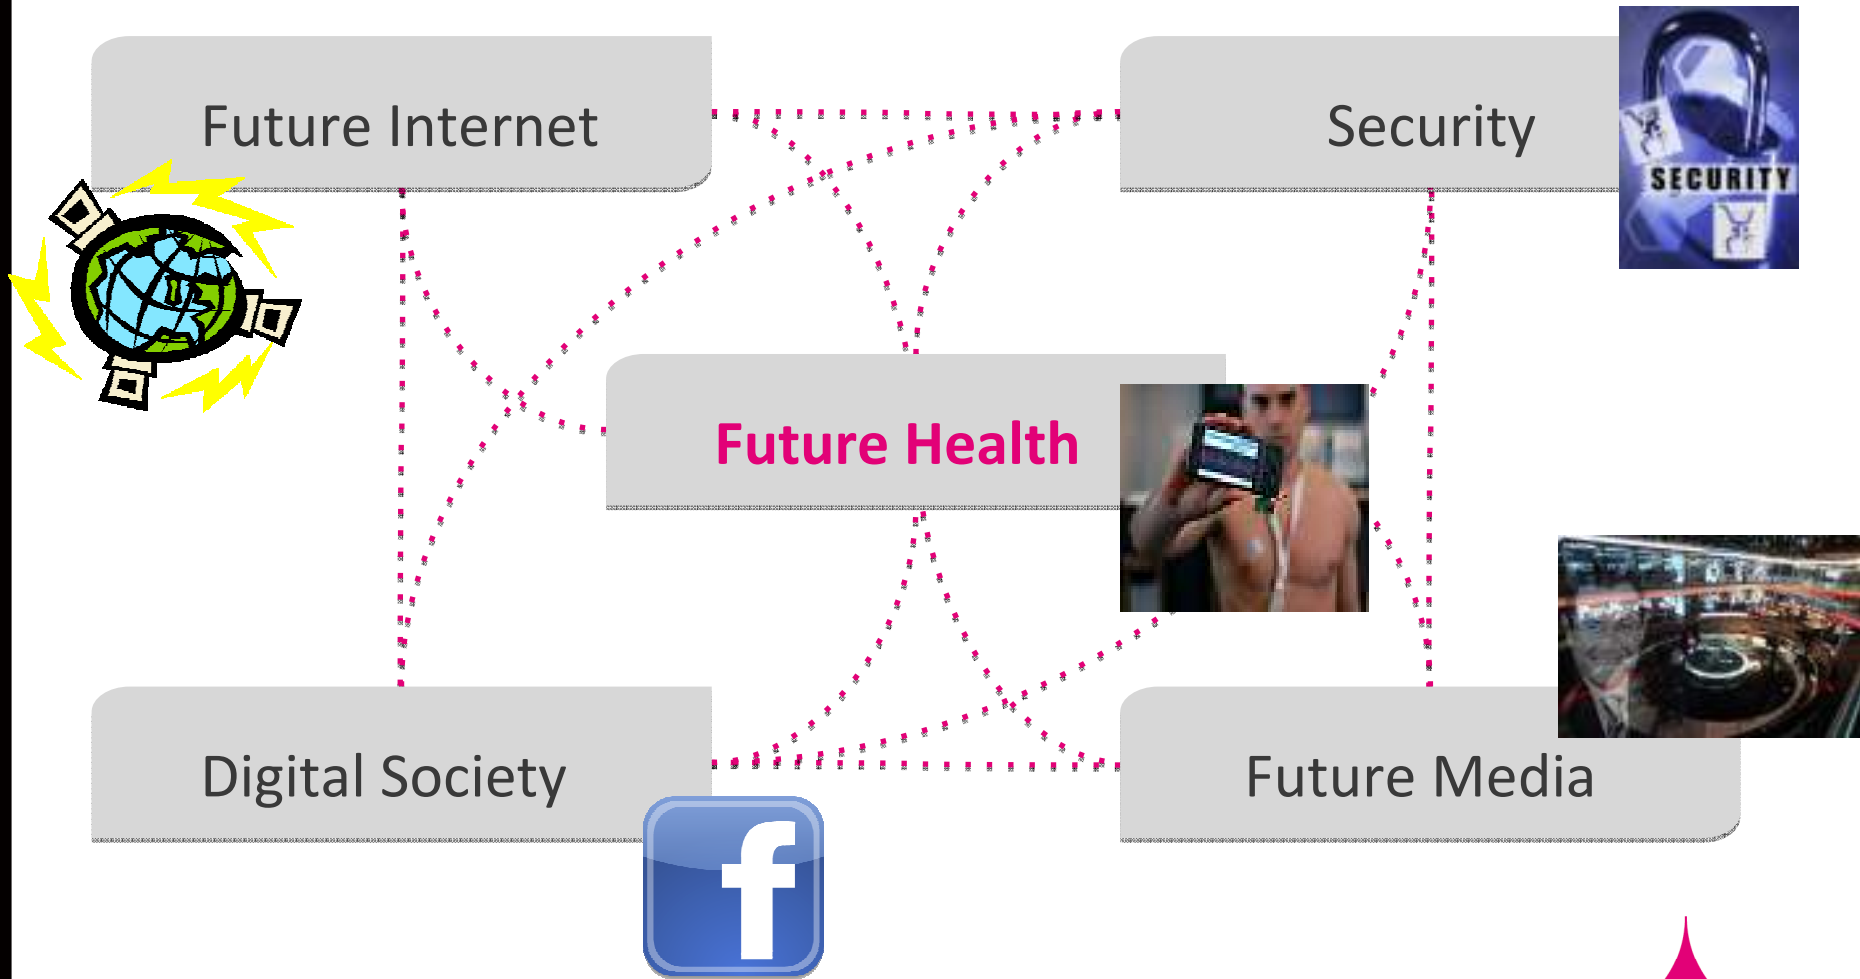 Future Internet
Security
SECURITY
Future Health
Digital Society
Future Media
f